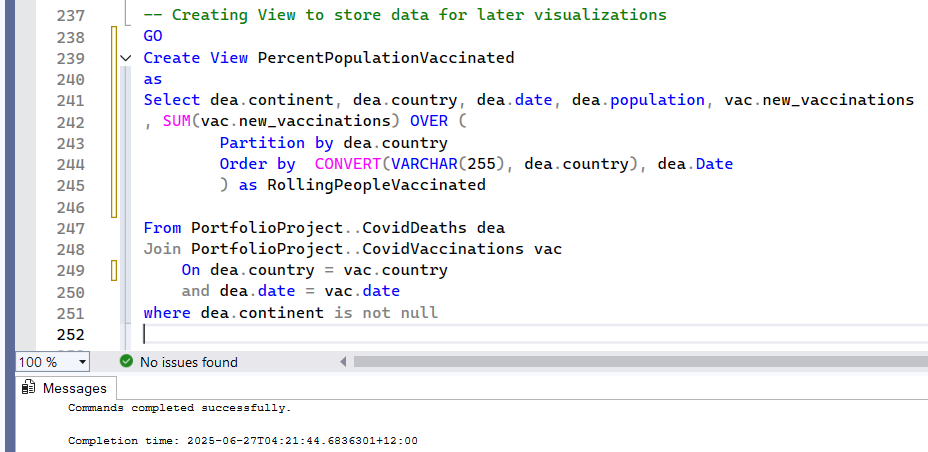 237 -- Creating View to store data for later visualizations
238 GO
239 Create View PercentPopulationVaccinated
240 as
241 Select dea.continent, dea.country, dea.date, dea.population, vac.new_vaccinations
242 , SUM(vac.new_vaccinations) OVER (
243 Partition by dea.country
244 Order by  CONVERT(VARCHAR(255), dea.country), dea.Date
245 ) as RollingPeopleVaccinated
246
247 From PortfolioProject..CovidDeaths dea
248 Join PortfolioProject..CovidVaccinations vac
249 On dea.country = vac.country
250 and dea.date = vac.date
251 where dea.continent is not null
252
100 % No issues found
Messages
Commands completed successfully.
Completion time: 2025-06-27T04:21:44.6836301+12:00